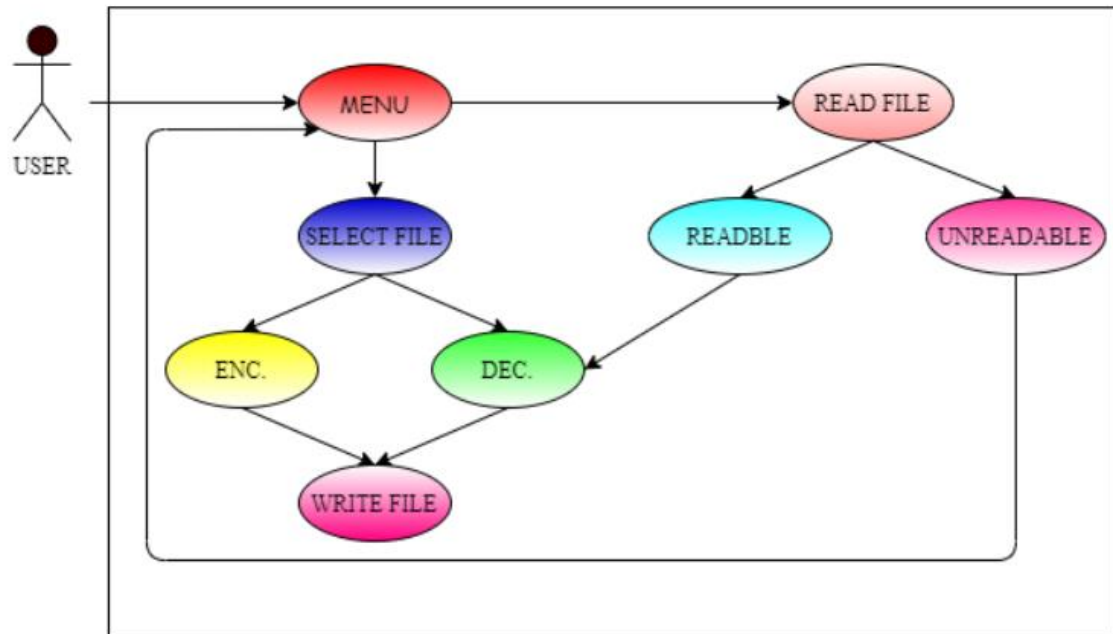 MENU
READ FILE
USER
SELECT FILE
READBLE
UNREADABLE
ENC.
DEC.
WRITE FILE